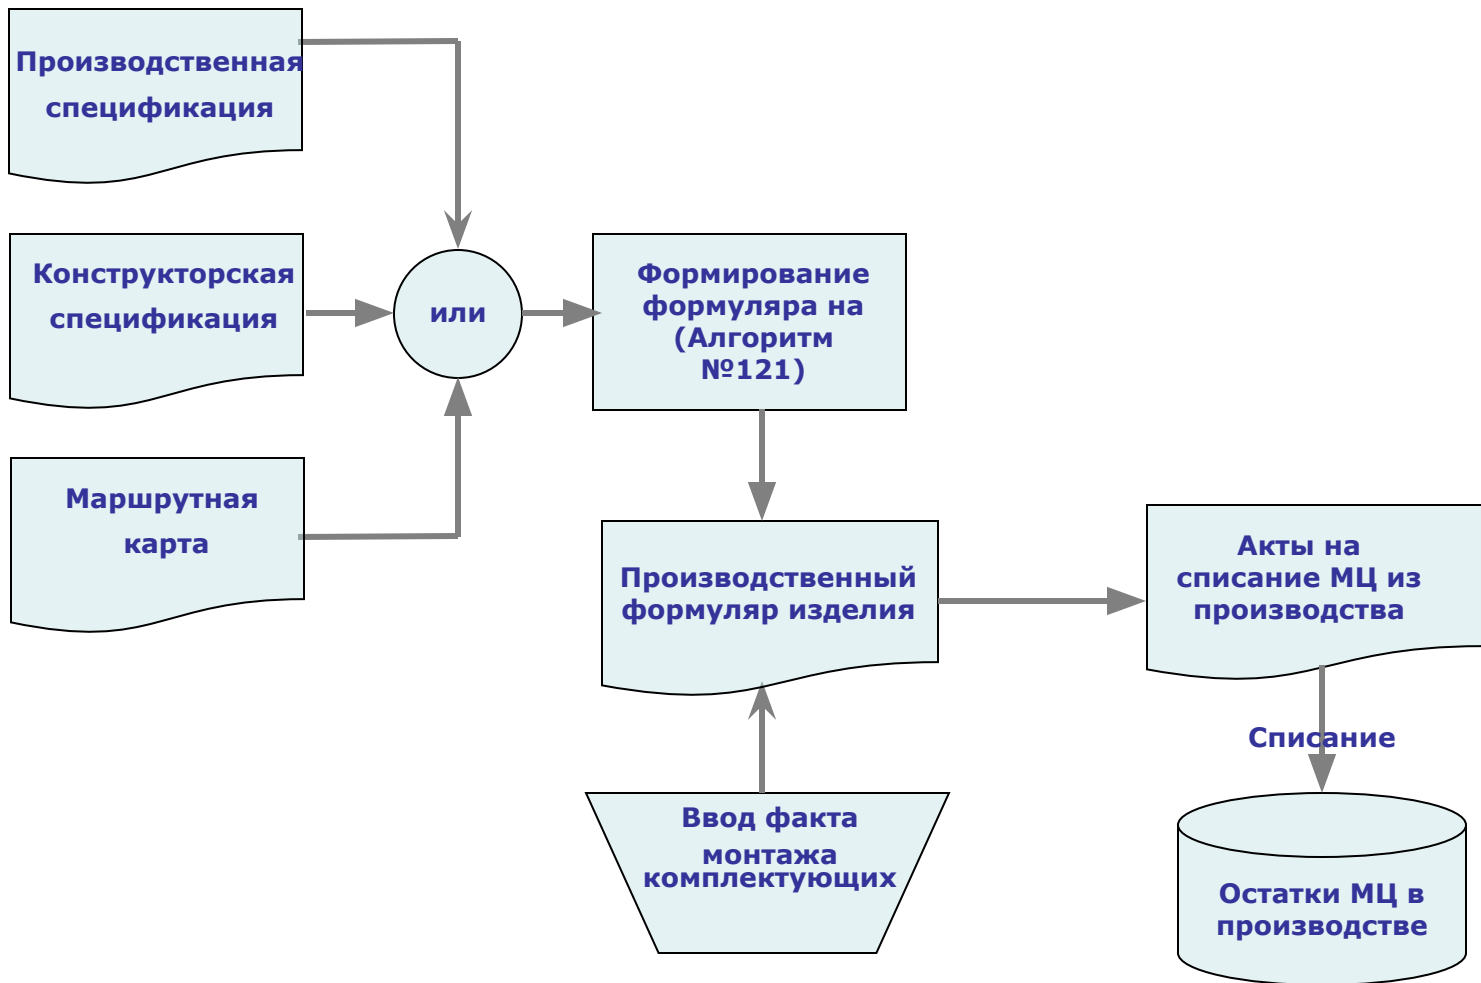 Производственная
спецификация
Конструкторская
спецификация
или
Формирование
формуляра на
(Алгоритм
№121)
Маршрутная
карта
Производственный
формуляр изделия
Акты на
списание МЦ из
производства
Списание
Ввод факта
монтажа
комплектующих
Остатки МЦ в
производстве